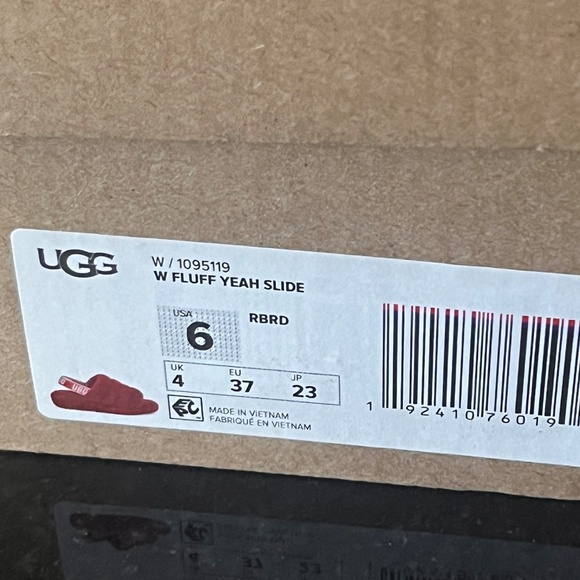 UGG
W / 1095119
W FLUFF YEAH SLIDE
USA
6
RBRD
UK
4
EU
37
JP
23
UGG
MADE IN VIETNAM
FABRIQUÉ EN VIETNAM
1 92410 76019